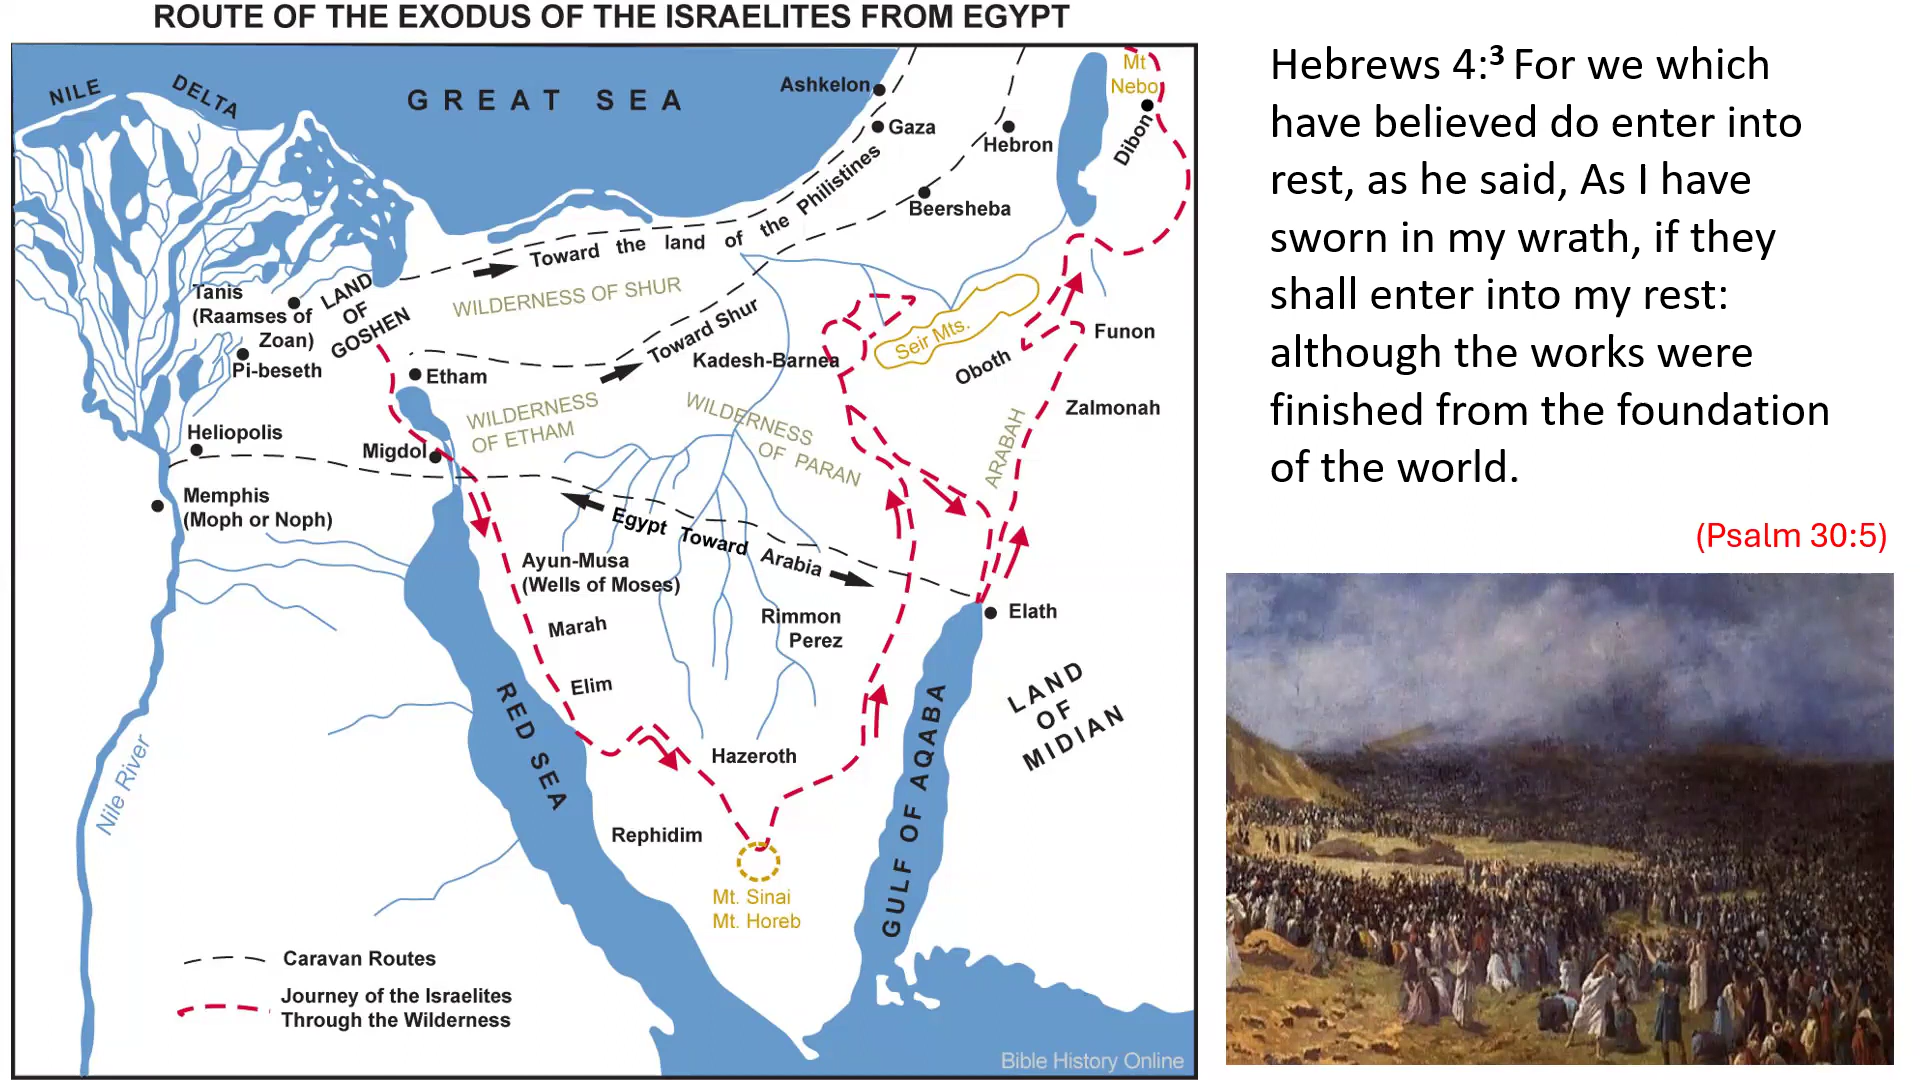 ROUTE OF THE EXODUS OF THE ISRAELITES FROM EGYPT
NILE DELTA
GREAT SEA
Ashkelon
Gaza
Hebron
Beersheba
Mt
Nebo
Dibon
Toward the land of the Philistines
WILDERNESS OF SHUR
Toward Shur
Tanis
(Raamses of
Zoan)
LAND
OF
GOSHEN
Pi-beseth
Etham
Kadesh-Barnea
Seir Mts.
Oboth
Funon
Zalmonah
ARABAH
WILDERNESS
OF ETHAM
WILDERNESS
OF PARAN
Heliopolis
Migdol
Memphis
(Moph or Noph)
Egypt Toward Arabia
Ayun-Musa
(Wells of Moses)
Marah
Elim
Rimmon
Perez
Elath
LAND
OF
MIDIAN
RED SEA
GULF OF AQABA
Hazeroth
Rephidim
Mt. Sinai
Mt. Horeb
Nile River
Caravan Routes
Journey of the Israelites
Through the Wilderness
Bible History Online
Hebrews 4:³ For we which
have believed do enter into
rest, as he said, As I have
sworn in my wrath, if they
shall enter into my rest:
although the works were
finished from the foundation
of the world.
(Psalm 30:5)